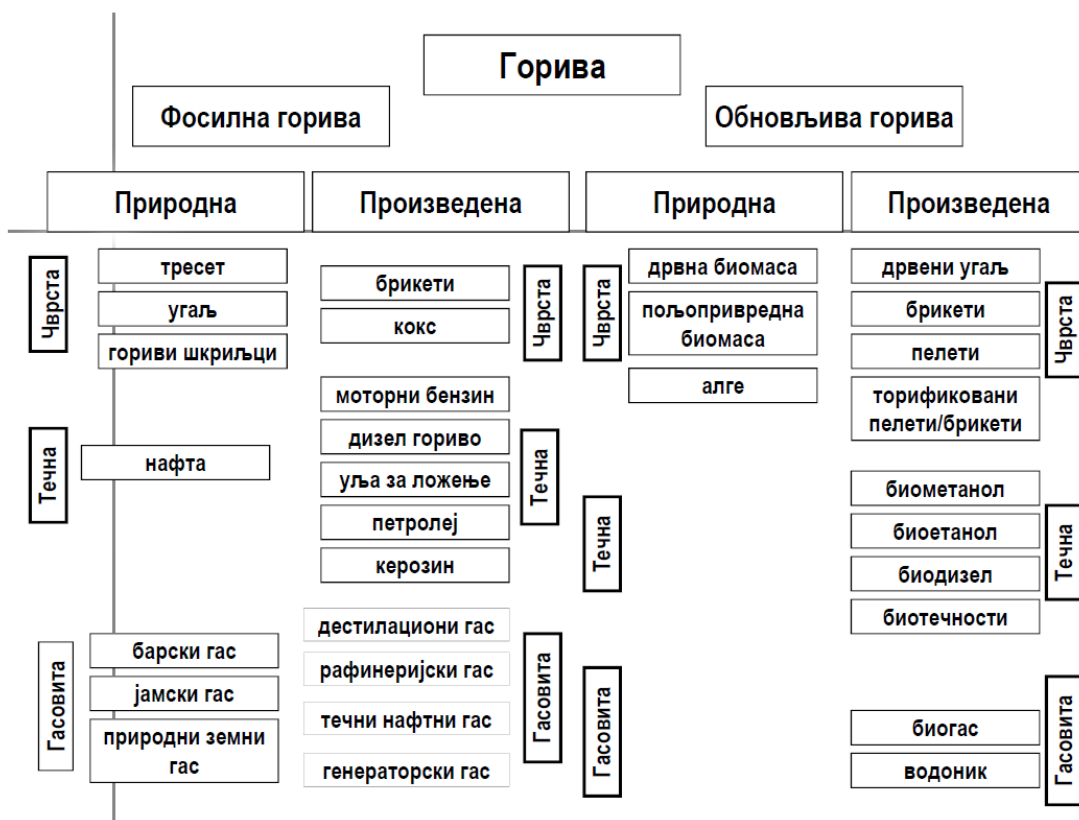 Горива
Фосилна горива
Обновљива горива
Природна
Произведена
Природна
Произведена
Чврста
тресет
угаљ
гориви шкриљци
Течна
нафта
Гасовита
барски гас
јамски гас
природни земни
гас
брикети
кокс
Чврста
моторни бензин
дизел гориво
уља за ложење
петролеј
керозин
Течна
дестилациони гас
рафинеријски гас
течни нафтни гас
генераторски гас
Гасовита
Чврста
дрвна биомаса
пољопривредна
биомаса
алге
Течна
Гасовита
дрвени угаљ
брикети
пелети
торификовани
пелети/брикети
Чврста
биометанол
биоетанол
биодизел
биотечности
Течна
биогас
водоник
Гасовита